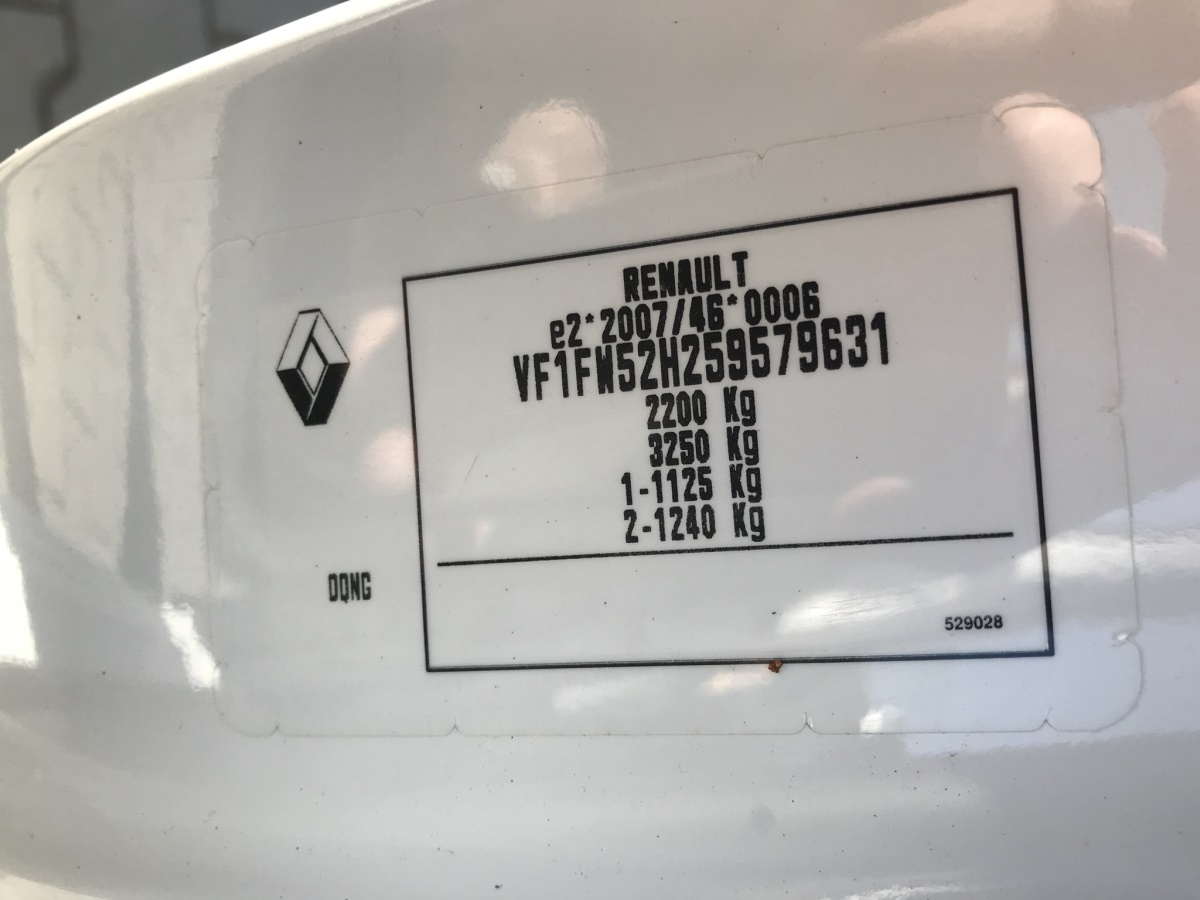 RENAULT
e2*2007/46*0006
VF1FW52H259579631
2200 Kg
3250 Kg
1-1125 Kg
2-1240 Kg
DQNG
529028